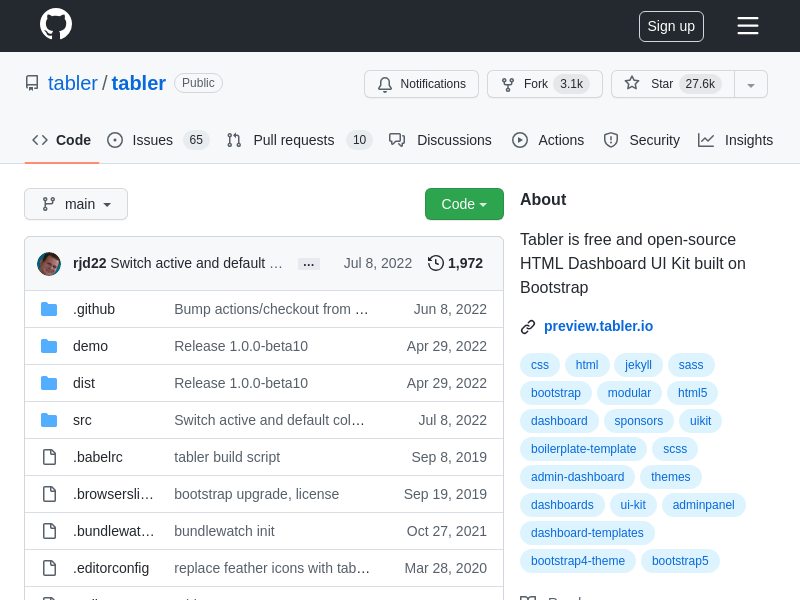 Sign up
tabler / tabler Public
Notifications Fork 3.1k Star 27.6k
Code Issues 65 Pull requests 10 Discussions Actions Security Insights
main
Code
rjd22 Switch active and default … ... Jul 8, 2022 1,972
.github Bump actions/checkout from … Jun 8, 2022
demo Release 1.0.0-beta10 Apr 29, 2022
dist Release 1.0.0-beta10 Apr 29, 2022
src Switch active and default col… Jul 8, 2022
.babelrc tabler build script Sep 8, 2019
.browsersli… bootstrap upgrade, license Sep 19, 2019
.bundlewat… bundlewatch init Oct 27, 2021
.editorconfig replace feather icons with tab… Mar 28, 2020
About
Tabler is free and open-source
HTML Dashboard UI Kit built on
Bootstrap
preview.tabler.io
css html jekyll sass
bootstrap modular html5
dashboard sponsors uikit
boilerplate-template scss
admin-dashboard themes
dashboards ui-kit adminpanel
dashboard-templates
bootstrap4-theme bootstrap5